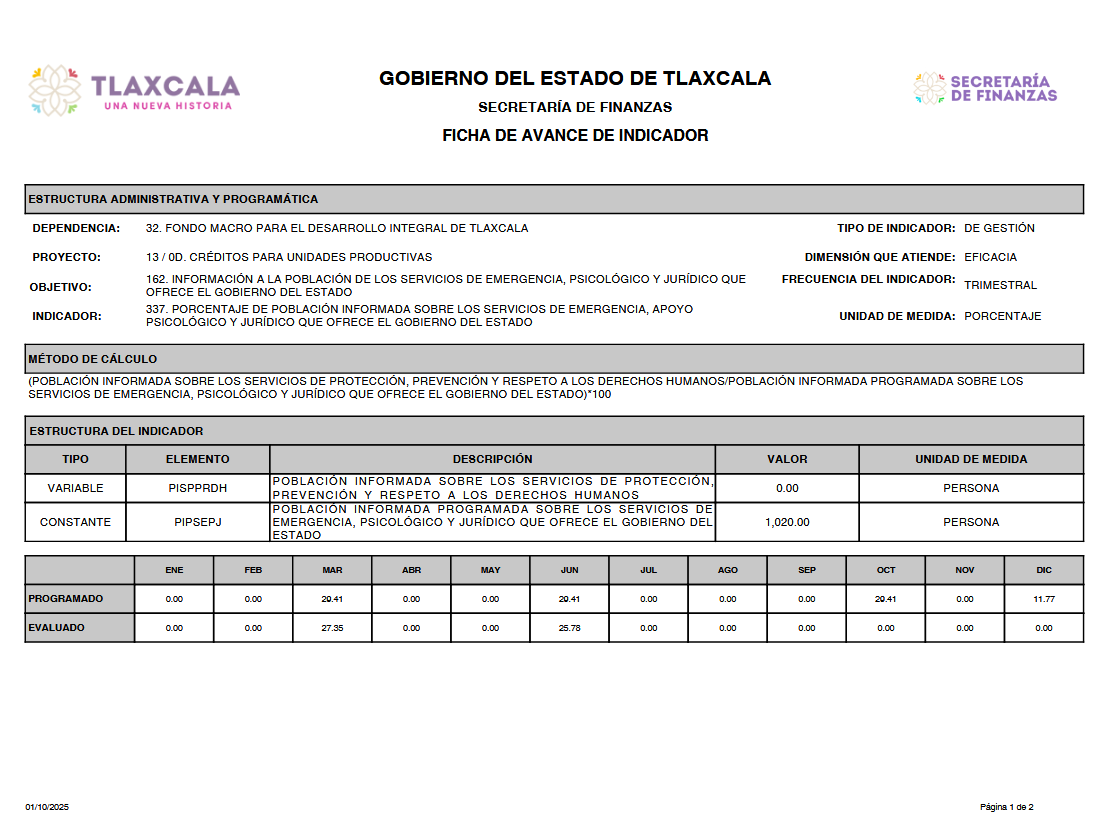 TLAXCALA
UNA NUEVA HISTORIA
GOBIERNO DEL ESTADO DE TLAXCALA
SECRETARÍA DE FINANZAS
FICHA DE AVANCE DE INDICADOR
SECRETARÍA
DE FINANZAS
ESTRUCTURA ADMINISTRATIVA Y PROGRAMÁTICA
DEPENDENCIA: 32. FONDO MACRO PARA EL DESARROLLO INTEGRAL DE TLAXCALA TIPO DE INDICADOR: DE GESTIÓN
PROYECTO: 13 / 0D. CRÉDITOS PARA UNIDADES PRODUCTIVAS DIMENSIÓN QUE ATIENDE: EFICACIA
OBJETIVO: 162. INFORMACIÓN A LA POBLACIÓN DE LOS SERVICIOS DE EMERGENCIA, PSICOLÓGICO Y JURÍDICO QUE
OFRECE EL GOBIERNO DEL ESTADO
FRECUENCIA DEL INDICADOR: TRIMESTRAL
INDICADOR: 337. PORCENTAJE DE POBLACIÓN INFORMADA SOBRE LOS SERVICIOS DE EMERGENCIA, APOYO
PSICOLÓGICO Y JURÍDICO QUE OFRECE EL GOBIERNO DEL ESTADO
UNIDAD DE MEDIDA: PORCENTAJE
MÉTODO DE CÁLCULO
(POBLACIÓN INFORMADA SOBRE LOS SERVICIOS DE PROTECCIÓN, PREVENCIÓN Y RESPETO A LOS DERECHOS HUMANOS/POBLACIÓN INFORMADA PROGRAMADA SOBRE LOS
SERVICIOS DE EMERGENCIA, PSICOLÓGICO Y JURÍDICO QUE OFRECE EL GOBIERNO DEL ESTADO)*100
ESTRUCTURA DEL INDICADOR
TIPO ELEMENTO DESCRIPCIÓN VALOR UNIDAD DE MEDIDA
VARIABLE PISPPRDH POBLACIÓN INFORMADA SOBRE LOS SERVICIOS DE PROTECCIÓN,
PREVENCIÓN Y RESPETO A LOS DERECHOS HUMANOS
0.00 PERSONA
CONSTANTE PIPSEPJ POBLACIÓN INFORMADA PROGRAMADA SOBRE LOS SERVICIOS DE
EMERGENCIA, PSICOLÓGICO Y JURÍDICO QUE OFRECE EL GOBIERNO DEL
ESTADO
1,020.00 PERSONA
ENE FEB MAR ABR MAY JUN JUL AGO SEP OCT NOV DIC
PROGRAMADO 0.00 0.00 29.41 0.00 0.00 29.41 0.00 0.00 0.00 29.41 0.00 11.77
EVALUADO 0.00 0.00 27.35 0.00 0.00 25.78 0.00 0.00 0.00 0.00 0.00 0.00
01/10/2025 Página 1 de 2